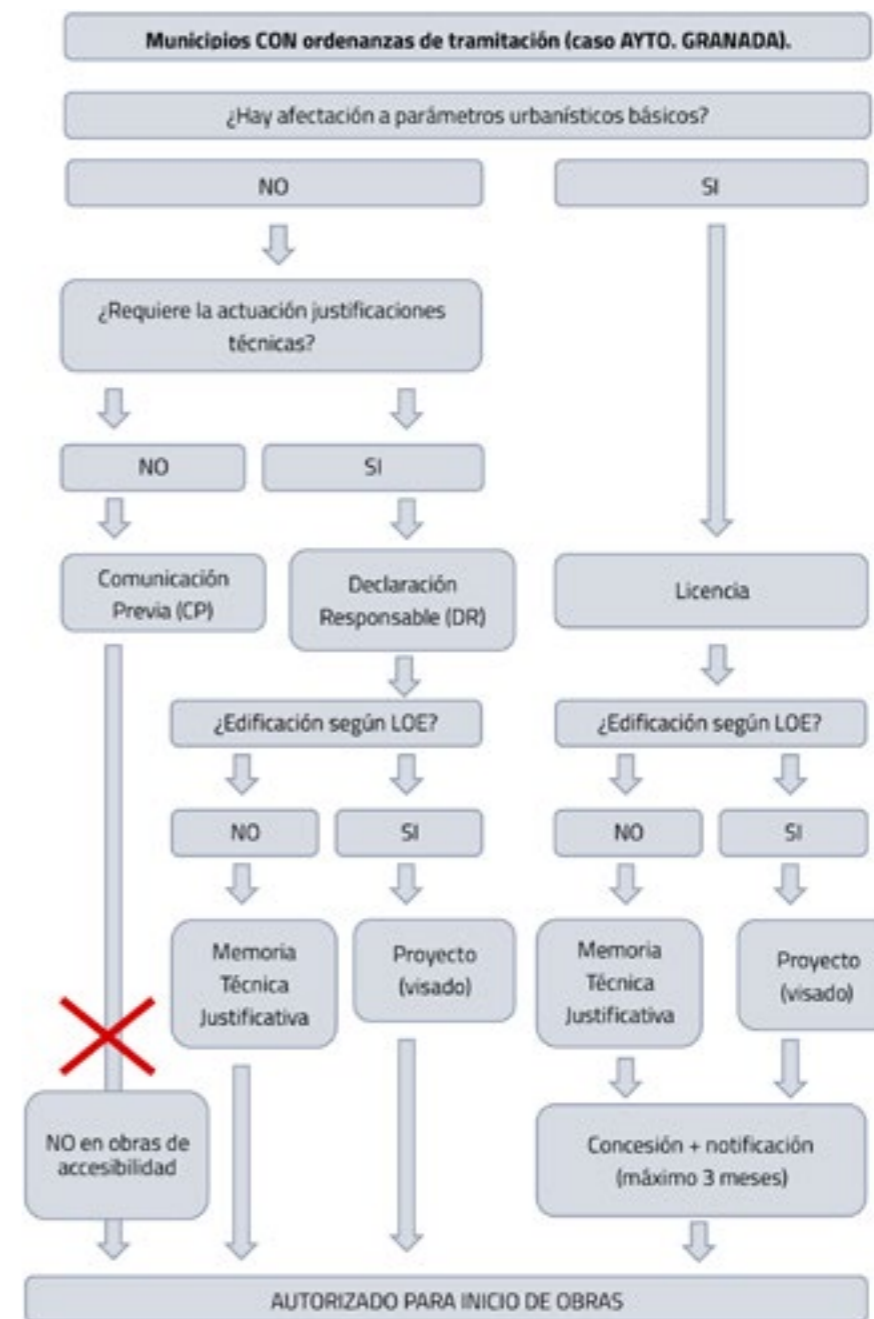 Municipios CON ordenanzas de tramitación (caso AYTO. GRANADA).
¿Hay afectación a parámetros urbanísticos básicos?
NO
SI
¿Requiere la actuación justificaciones
técnicas?
NO
SI
Comunicación
Previa (CP)
Declaración
Responsable (DR)
Licencia
¿Edificación según LOE?
¿Edificación según LOE?
NO
SI
NO
SI
Memoria
Técnica
Justificativa
Proyecto
(visado)
Memoria
Técnica
Justificativa
Proyecto
(visado)
NO en obras de
accesibilidad
Concesión + notificación
(máximo 3 meses)
AUTORIZADO PARA INICIO DE OBRAS